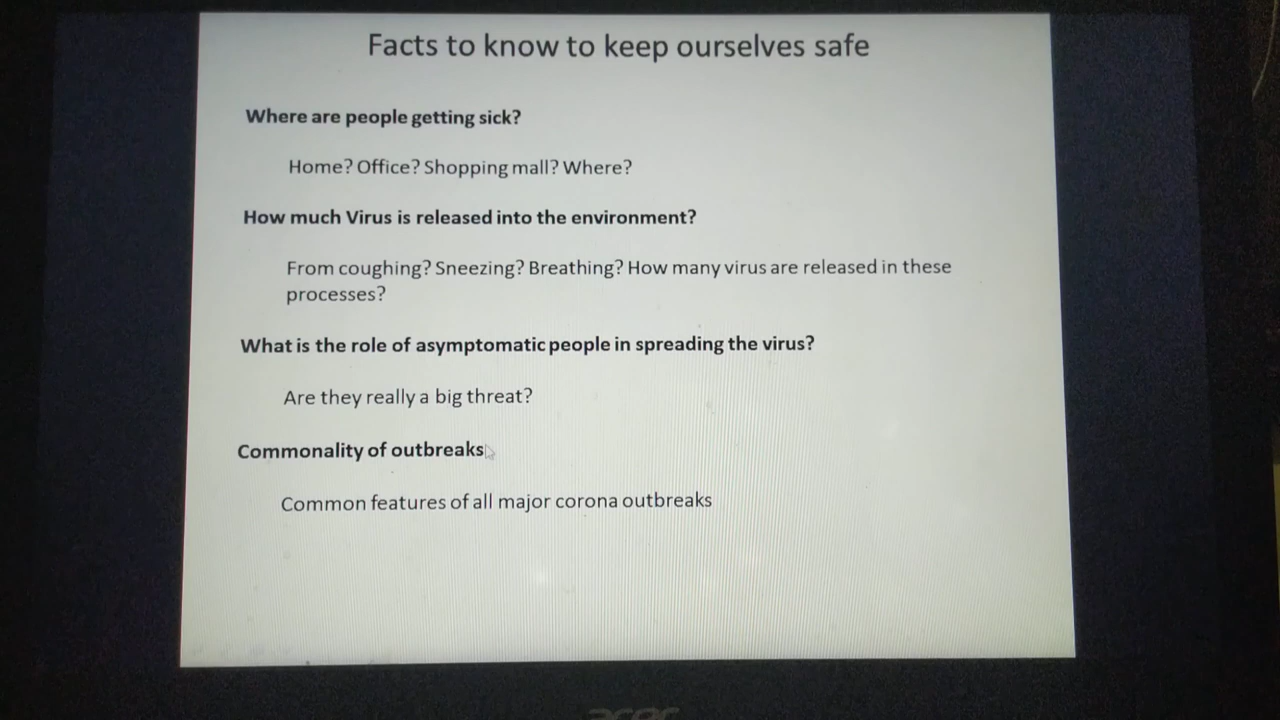 Facts to know to keep ourselves safe
Where are people getting sick?
Home? Office? Shopping mall? Where?
How much Virus is released into the environment?
From coughing? Sneezing? Breathing? How many virus are released in these
processes?
What is the role of asymptomatic people in spreading the virus?
Are they really a big threat?
Commonality of outbreaks
Common features of all major corona outbreaks
acer